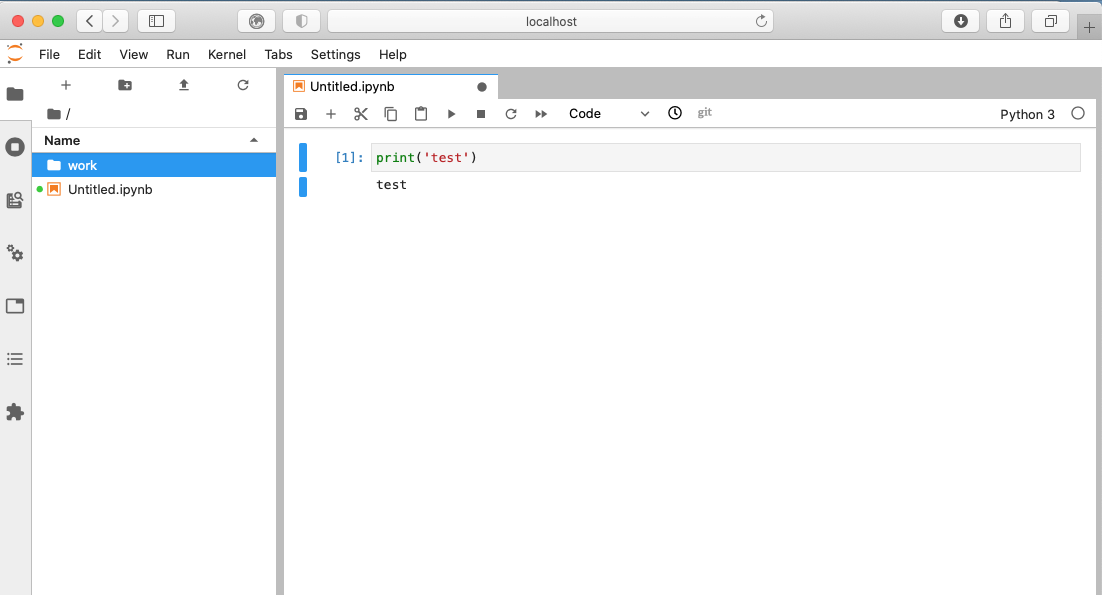 localhost
File Edit View Run Kernel Tabs Settings Help
Untitled.ipynb
/
Code git Python 3
Name
work
Untitled.ipynb
[1]: print('test')
test